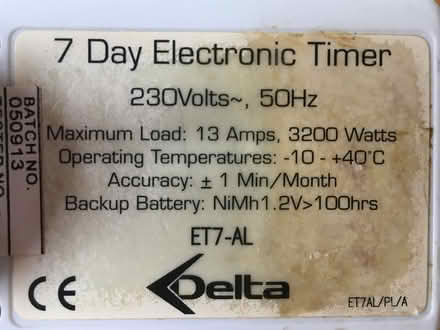 7 Day Electronic Timer
230Volts~, 50Hz
Maximum Load: 13 Amps, 3200 Watts
Operating Temperatures: -10 - +40°C
Accuracy: ± 1 Min/Month
Backup Battery: NiMh1.2V>100hrs
ET7-AL
CE
Delta
ET7AL/PL/A
BATCH NO.
050913